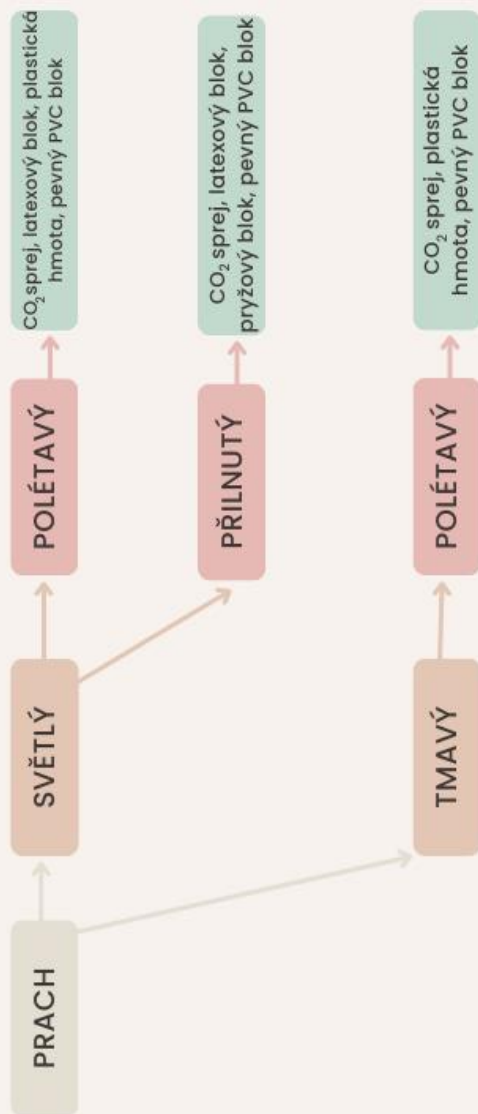 PRACH
SVĚTLÝ
POLÉTAVÝ
CO₂ sprej, latexový blok, plastická
hmota, pevný PVC blok
PŘILNUTÝ
CO₂ sprej, latexový blok,
pryžový blok, pevný PVC blok
TMAVÝ
POLÉTAVÝ
CO₂ sprej, plastická
hmota, pevný PVC blok